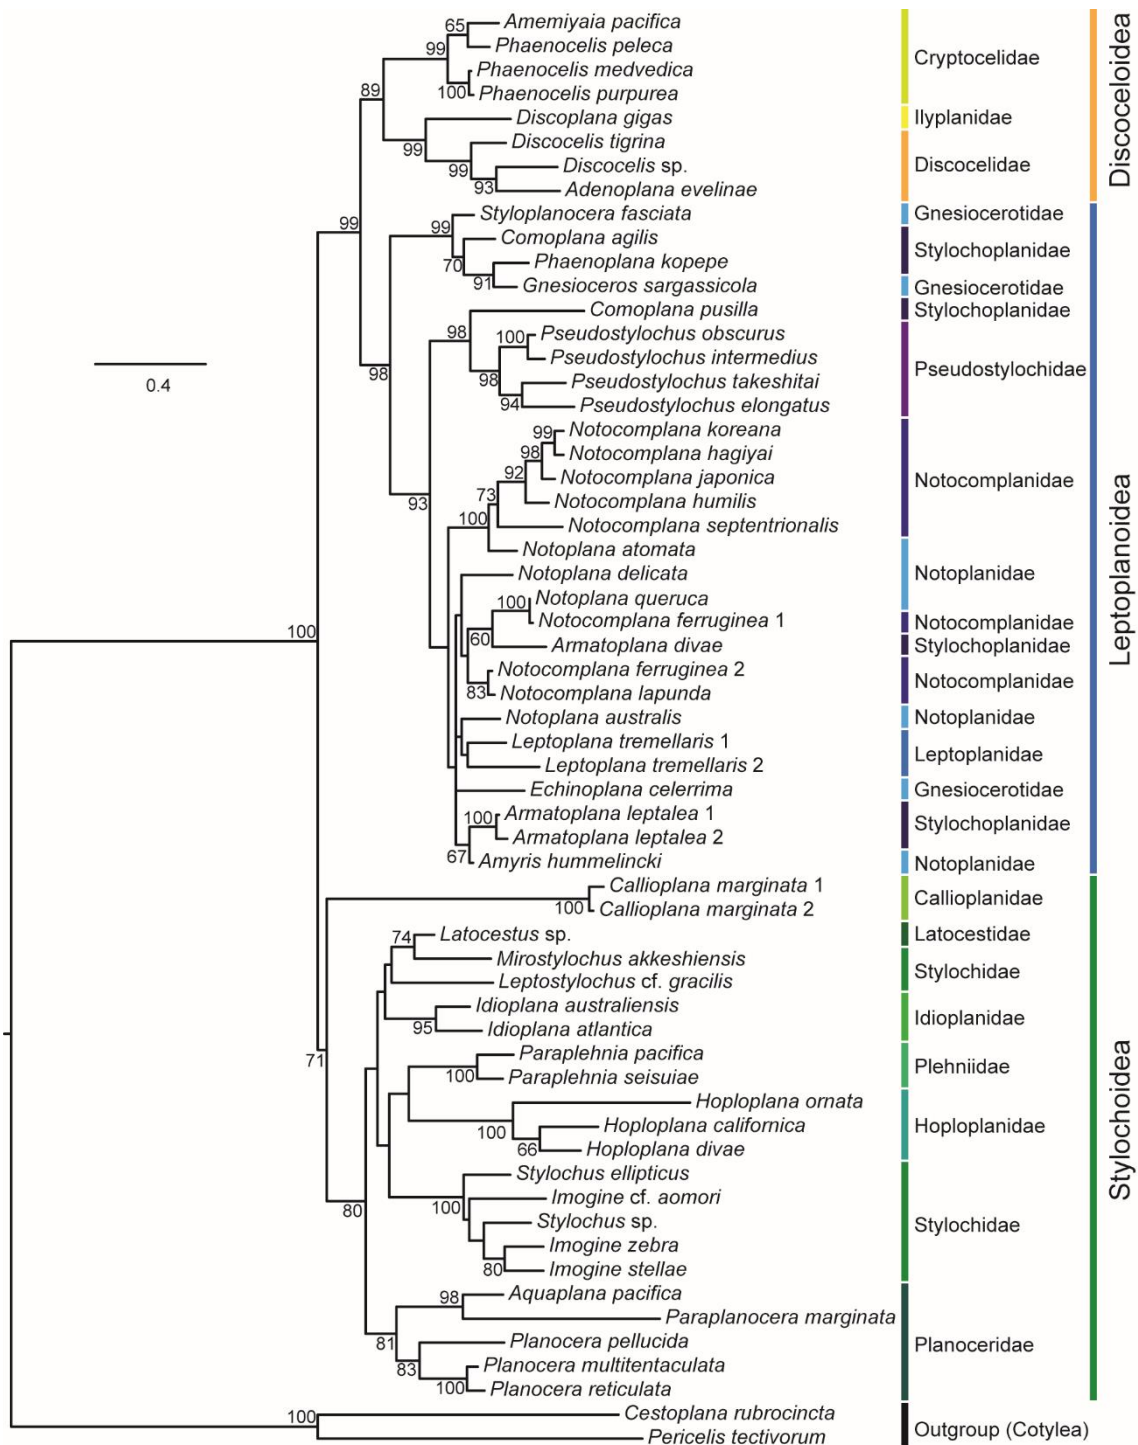 Amemiyaia pacifica
65
Phaenocelis peleca
99
Phaenocelis medvedica
Cryptocelidae
100
Phaenocelis purpurea
89
Discoplana gigas
Ilyplanidae
Discoceloidea
99
Discocelis tigrina
99
Discocelis sp.
Discocelidae
93
Adenoplana evelinae
99
Styloplanocera fasciata
Gnesiocerotidae
99
Comoplana agilis
Stylochoplanidae
70
Phaenoplana kopepe
91
Gnesioceros sargassicola
Gnesiocerotidae
Comoplana pusilla
Stylochoplanidae
98
100
Pseudostylochus obscurus
0.4
98
Pseudostylochus intermedius
Pseudostylochidae
98
Pseudostylochus takeshitai
94
Pseudostylochus elongatus
99
Notocomplana koreana
98
Notocomplana hagiyai
92
Notocomplana japonica
Notocomplanidae
93
73
Notocomplana humilis
100
Notocomplana septentrionalis
Notoplana atomata
Notoplana delicata
Notoplanidae
100
Notoplana queruca
Notocomplana ferruginea 1
Notocomplanidae
60
Armatoplana divae
Stylochoplanidae
100
Notocomplana ferruginea 2
Notocomplanidae
83
Notocomplana lapunda
Leptoplanoidea
Notoplana australis
Notoplanidae
Leptoplana tremellaris 1
Leptoplanidae
Leptoplana tremellaris 2
Echinoplana celerrima
Gnesiocerotidae
100
Armatoplana leptalea 1
Stylochoplanidae
Armatoplana leptalea 2
67
Amyris hummelincki
Notoplanidae
Callioplana marginata 1
Callioplanidae
100
Callioplana marginata 2
74
Latocestus sp.
Latocestidae
Mirostylochus akkeshiensis
Stylochidae
Leptostylochus cf. gracilis
Idioplana australiensis
Idioplanidae
95
Idioplana atlantica
71
Paraplehnia pacifica
Plehniidae
100
Paraplehnia seisuiae
Hoploplana ornata
100
Hoploplana californica
Hoploplanidae
66
Hoploplana divae
Stylochoidea
Stylochus ellipticus
80
100
Imogine cf. aomori
Stylochus sp.
Stylochidae
Imogine zebra
80
Imogine stellae
98
Aquaplana pacifica
Paraplanocera marginata
81
Planocera pellucida
Planoceridae
83
Planocera multitentaculata
100
Planocera reticulata
100
Cestoplana rubrocincta
Outgroup (Cotylea)
Pericelis tectivorum